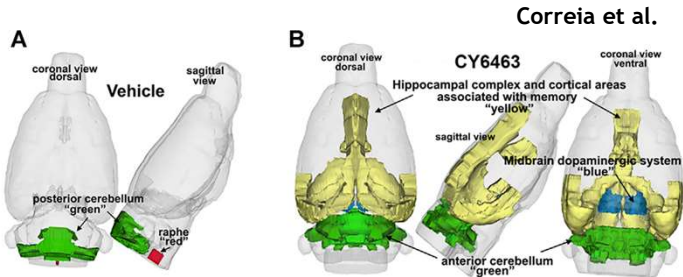 Correia et al.
A
coronal view
dorsal
Vehicle
sagittal
view
posterior cerebellum
“green”
raphe
“red”
B
coronal view
dorsal
CY6463
coronal view
ventral
Hippocampal complex and cortical areas
associated with memory
“yellow”
sagittal view
Midbrain dopaminergic system
“blue”
anterior cerebellum
“green”